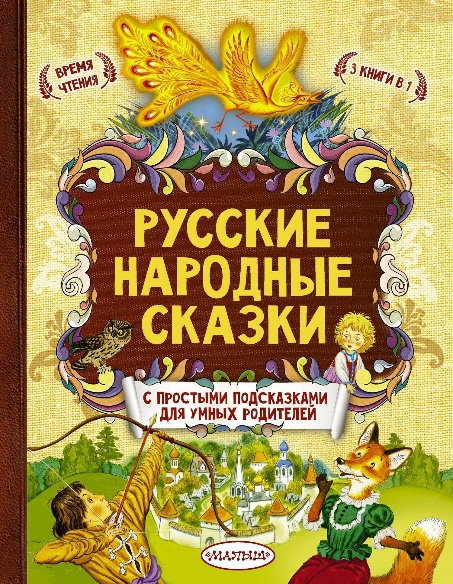 ВРЕМЯ
ЧТЕНИЯ
3 КНИГИ В 1
РУССКИЕ
НАРОДНЫЕ
СКАЗКИ
С ПРОСТЫМИ ПОДСКАЗКАМИ
ДЛЯ УМНЫХ РОДИТЕЛЕЙ
«МАЛЫШ»